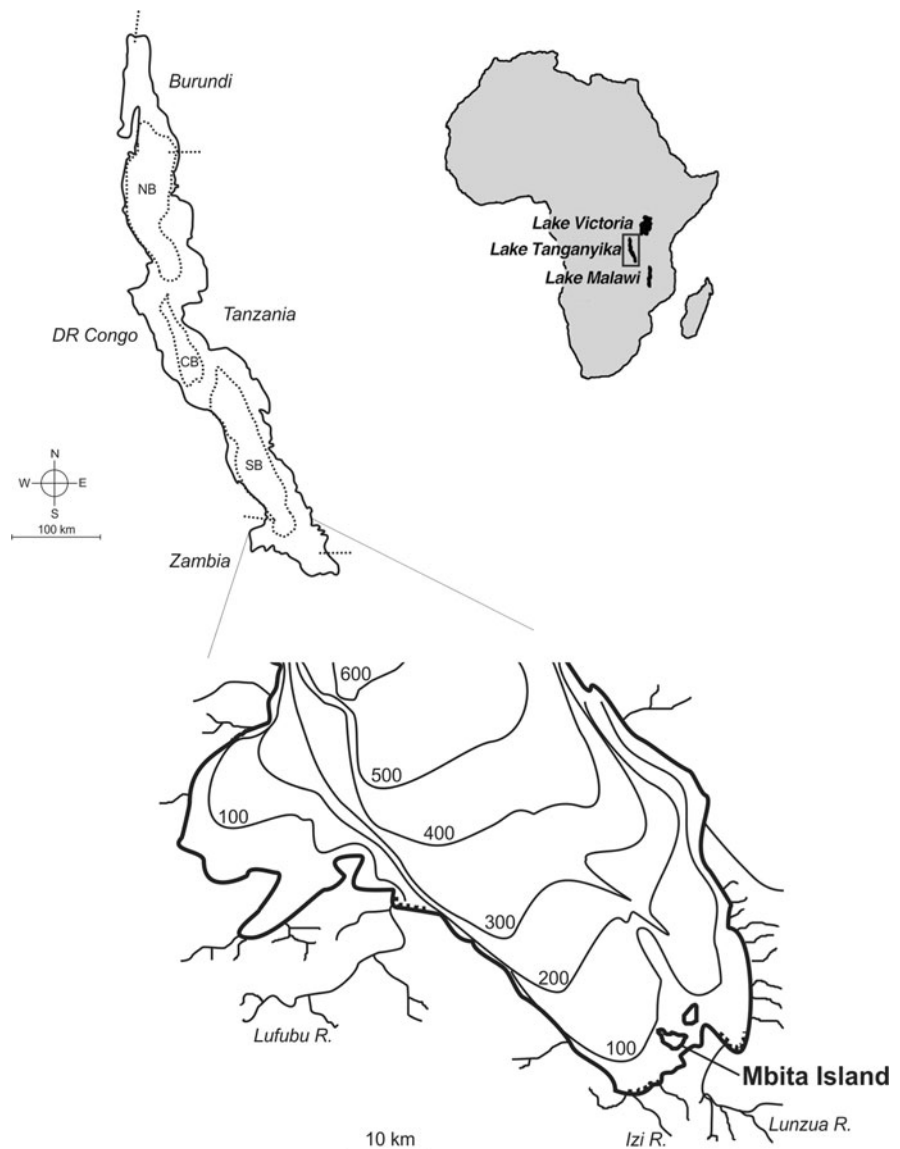 Burundi
NB
Lake Victoria
Lake Tanganyika
Lake Malawi
Tanzania
DR Congo
CB
SB
N
W
E
S
100 km
Zambia
600
500
100
400
300
200
Lufubu R.
100
Mbita Island
10 km
Izi R.
Lunzua R.